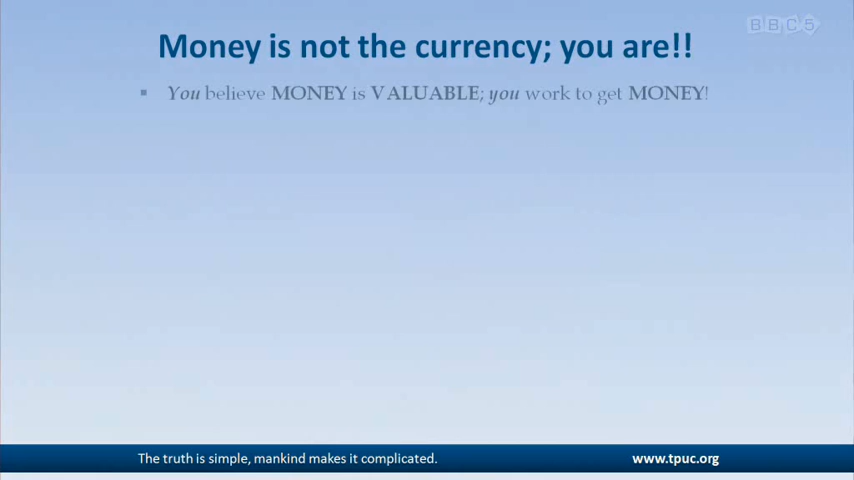 BBC5
Money is not the currency; you are!!
▪ You believe MONEY is VALUABLE; you work to get MONEY!
The truth is simple, mankind makes it complicated.
www.tpuc.org